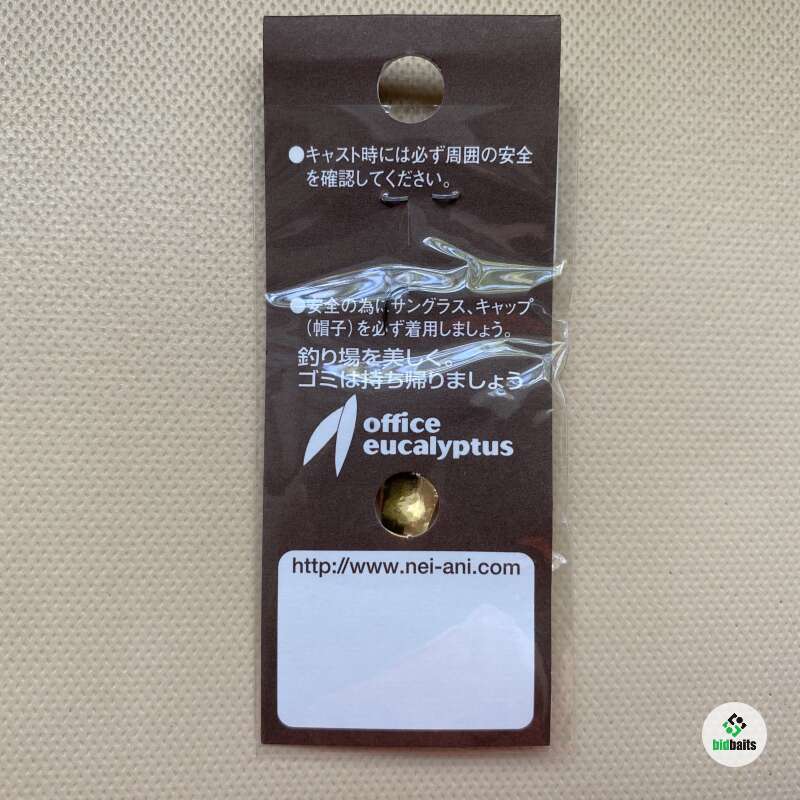 ●キャスト時には必ず周囲の安全
を確認してください。
●安全の為にサングラス、キャップ
（帽子）を必ず着用しましょう。
釣り場を美しく。
ゴミは持ち帰りましょう
office
eucalyptus
http://www.nei-ani.com
bidbaits